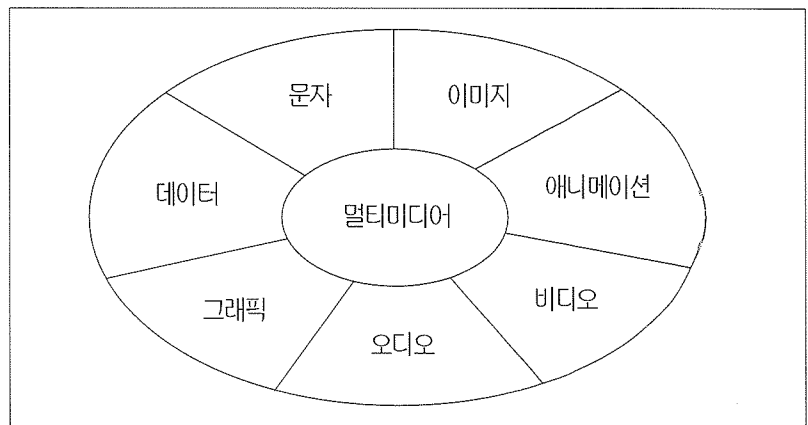 문자
이미지
데이터
멀티미디어
애니메이션
그래픽
오디오
비디오